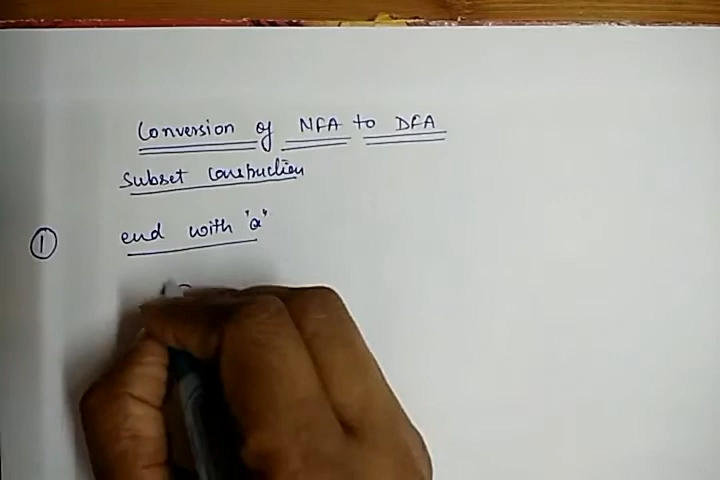 Conversion of NFA to DFA
Subset construction
① end with "a"